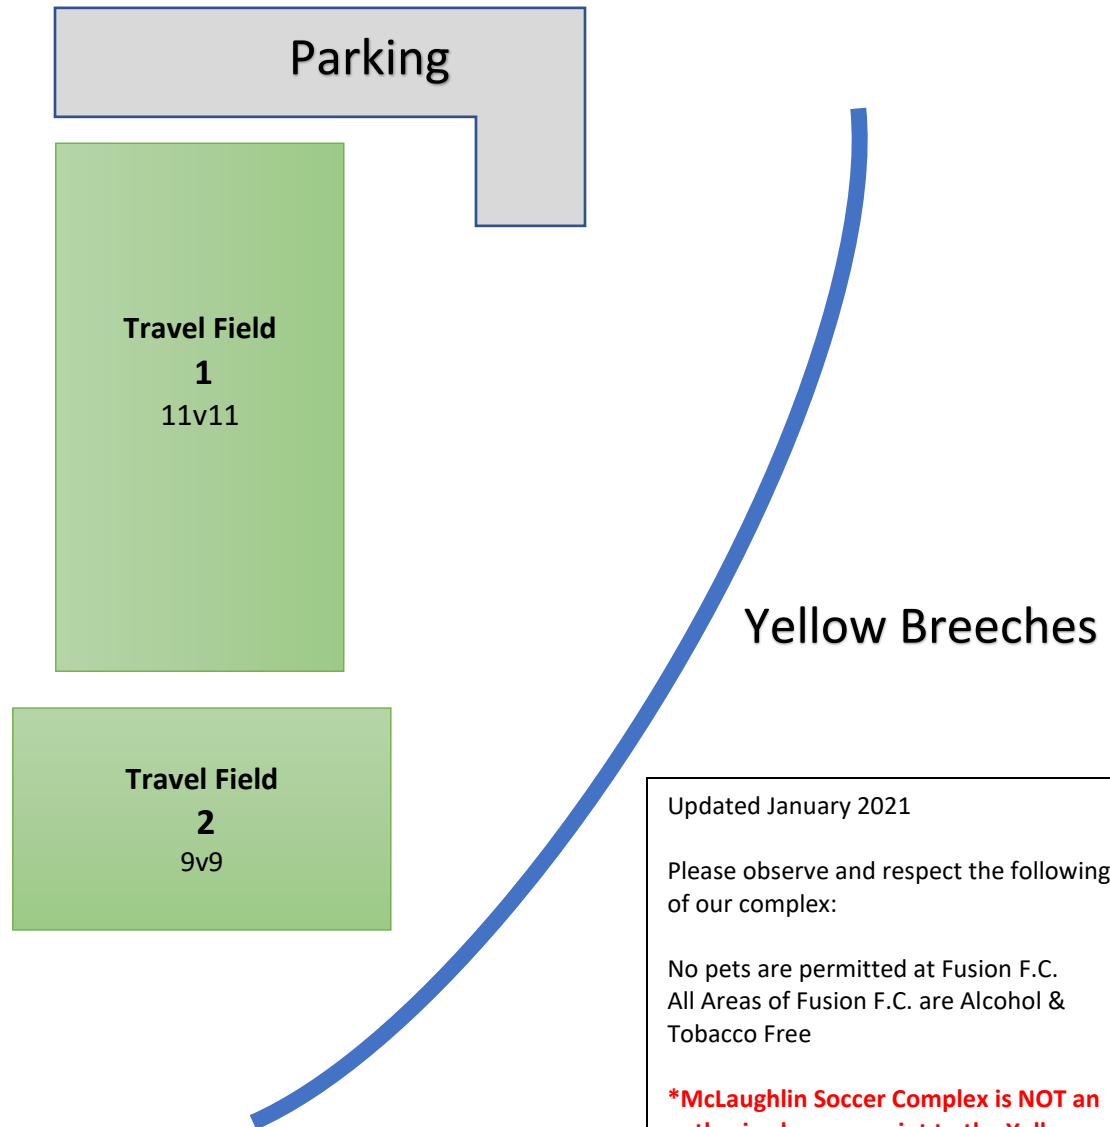 Parking
Travel Field
1
11v11
Yellow Breeches
Travel Field
2
9v9
Updated January 2021
Please observe and respect the following
of our complex:
No pets are permitted at Fusion F.C.
All Areas of Fusion F.C. are Alcohol &
Tobacco Free
*McLaughlin Soccer Complex is NOT an